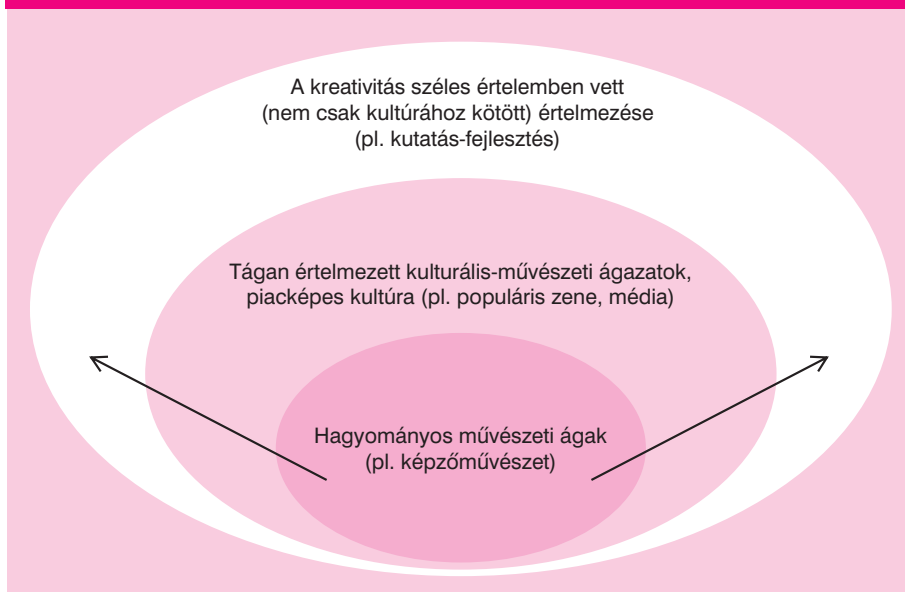 A kreativitás széles értelemben vett
(nem csak kultúrához kötött) értelmezése
(pl. kutatás-fejlesztés)
Tágan értelmezett kulturális-művészeti ágazatok,
piacképes kultúra (pl. populáris zene, média)
Hagyományos művészeti ágak
(pl. képzőművészet)